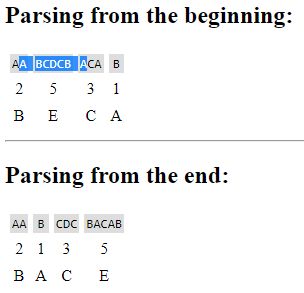 Parsing from the beginning:
AA BCDCB ACA B
2 5 3 1
B E C A
Parsing from the end:
AA B CDC BACAB
2 1 3 5
B A C E